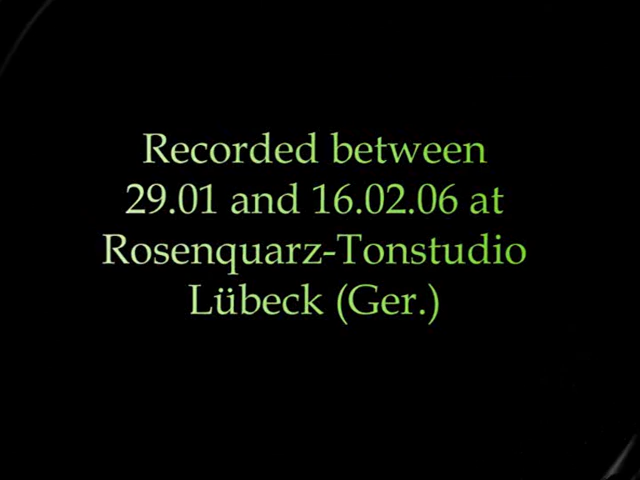 Recorded between
29.01 and 16.02.06 at
Rosenquarz-Tonstudio
Lübeck (Ger.)